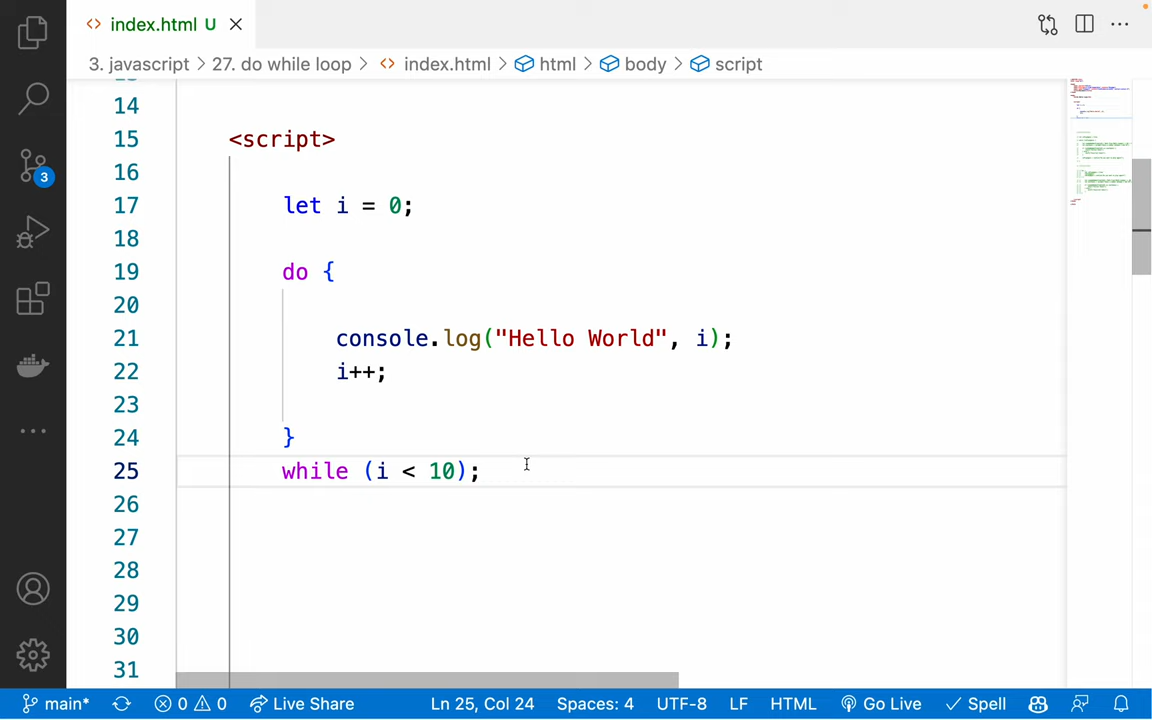 index.html U
3. javascript > 27. do while loop > <> index.html > html > body > script
14
15 <script>
16
17 let i = 0;
18
19 do {
20
21 console.log("Hello World", i);
22 i++;
23
24 }
25 while (i < 10);
26
27
28
29
30
31
3
main* 0 0 Live Share Ln 25, Col 24 Spaces: 4 UTF-8 LF HTML Go Live Spell